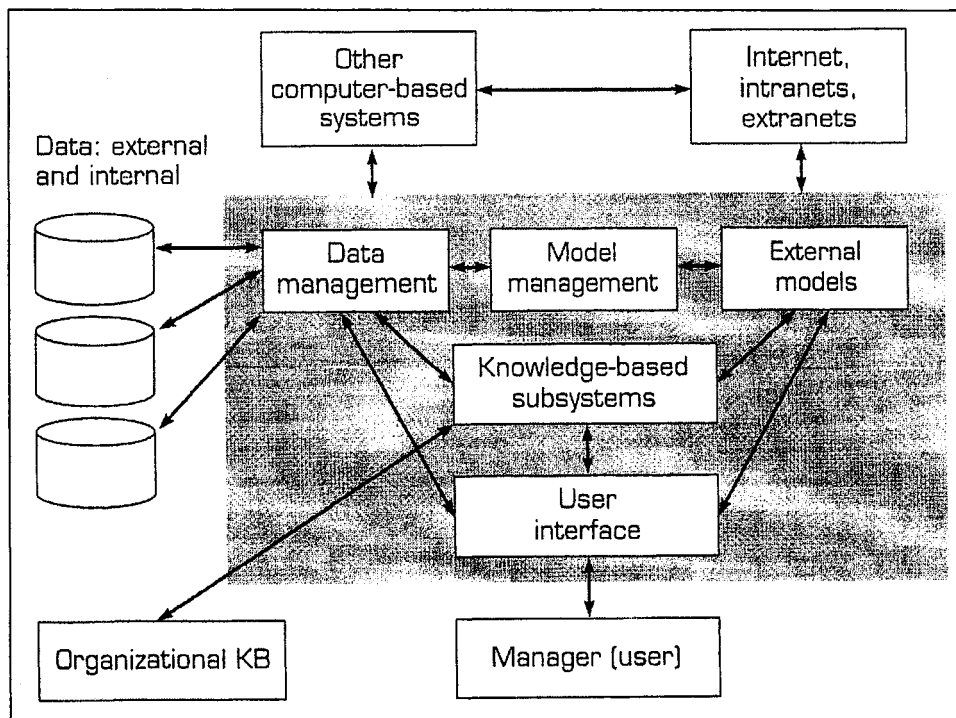 Other
computer-based
systems
Internet,
intranets,
extranets
Data: external
and internal
Data
management
Model
management
External
models
Knowledge-based
subsystems
User
interface
Organizational KB
Manager (user)